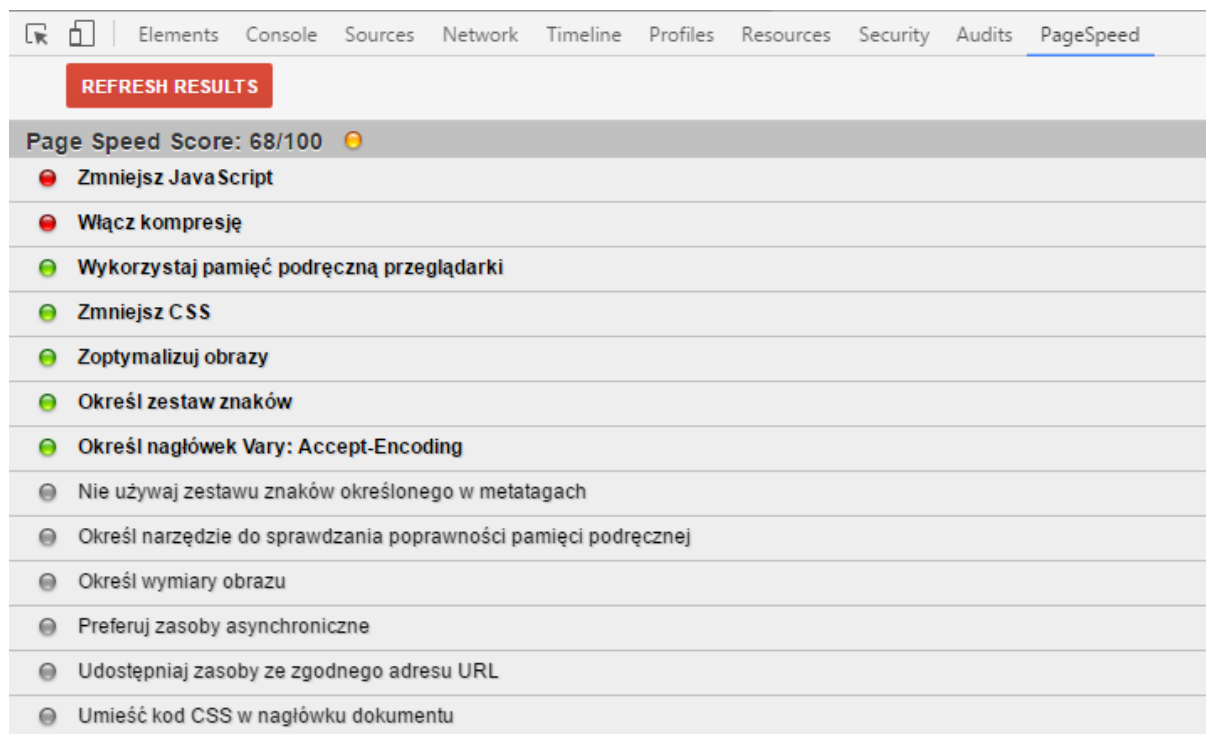 Elements Console Sources Network Timeline Profiles Resources Security Audits PageSpeed
REFRESH RESULTS
Page Speed Score: 68/100
Zmniejsz JavaScript
Włącz kompresję
Wykorzystaj pamięć podręczną przeglądarki
Zmniejsz CSS
Zoptymalizuj obrazy
Określ zestaw znaków
Określ nagłówek Vary: Accept-Encoding
Nie używaj zestawu znaków określonego w metatagach
Określ narzędzie do sprawdzania poprawności pamięci podręcznej
Określ wymiary obrazu
Preferuj zasoby asynchroniczne
Udostępniaj zasoby ze zgodnego adresu URL
Umieść kod CSS w nagłówku dokumentu